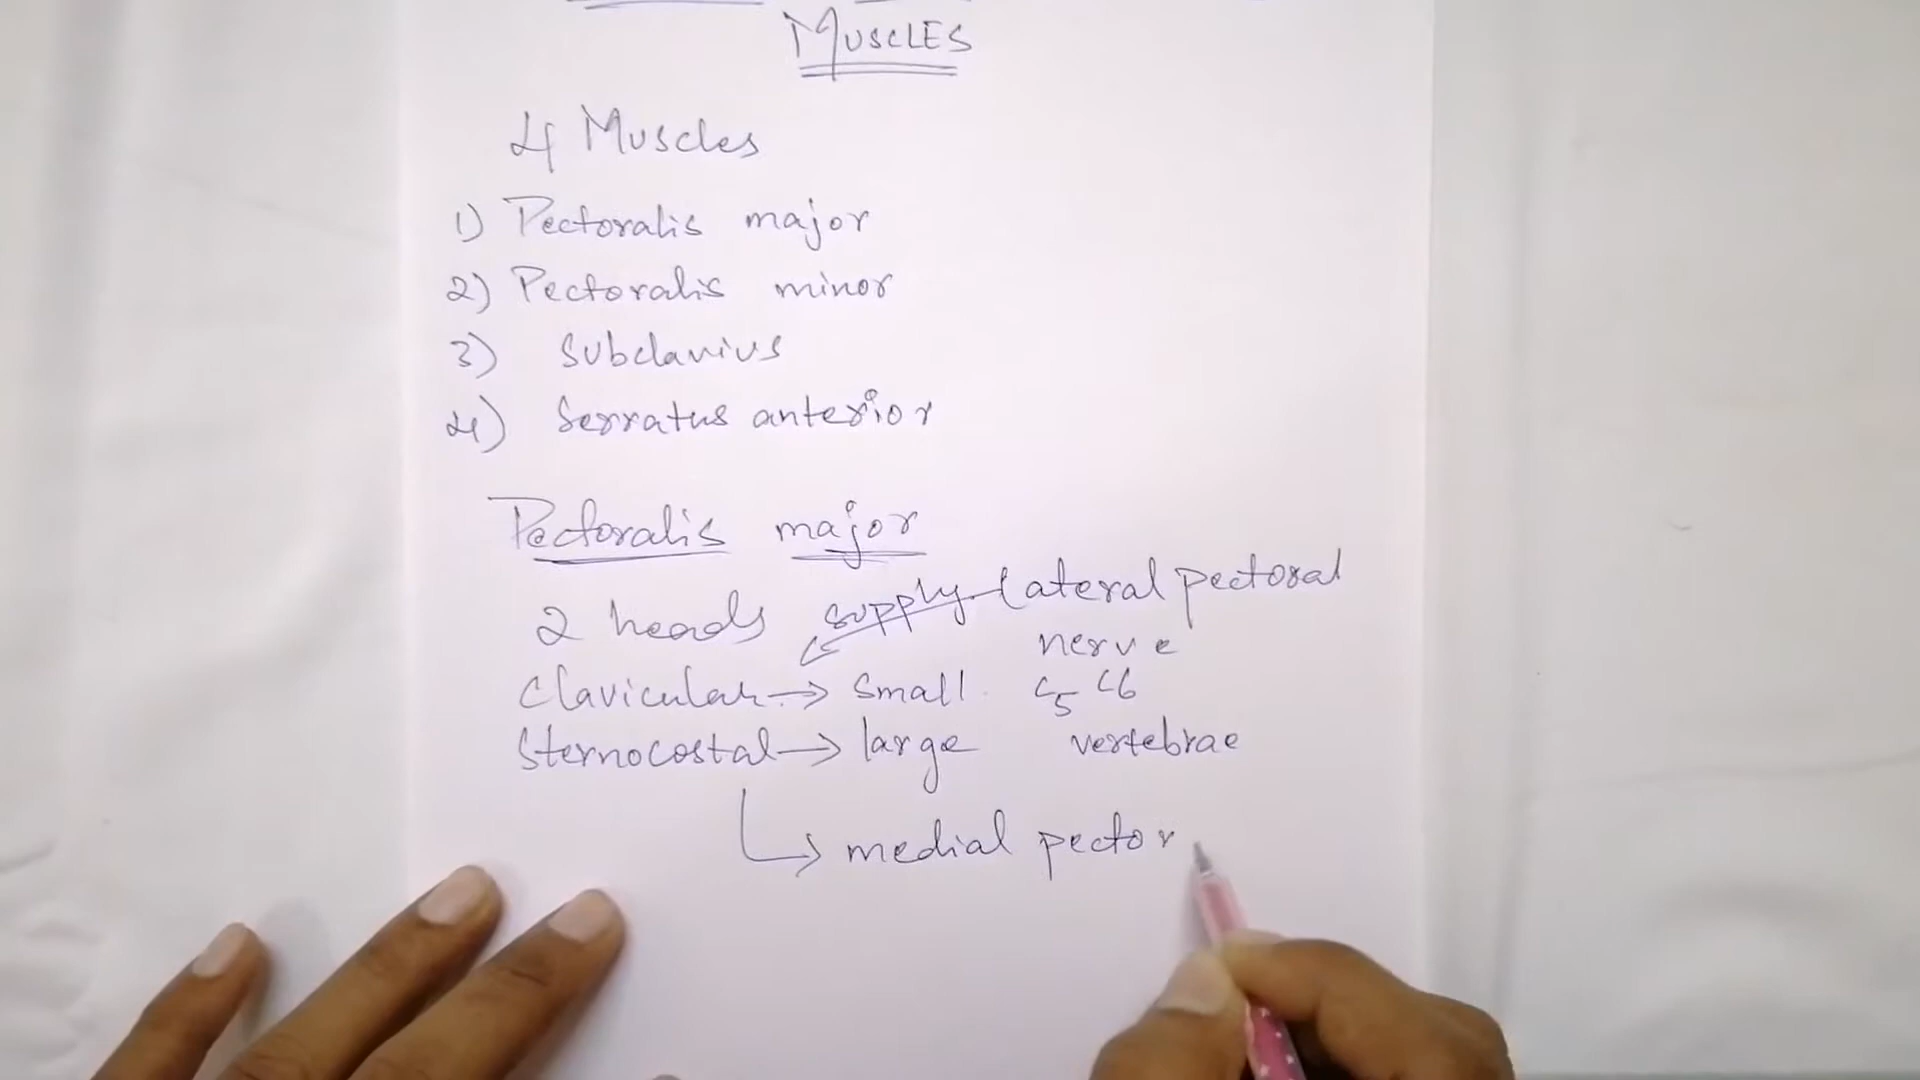 MUSCLES
4 Muscles
1) Pectoralis major
2) Pectoralis minor
3) Subclavius
4) Serratus anterior
Pectoralis major
2 heads supply lateral pectoral
nerve
Clavicular → small C5 C6
Sternocostal → large vertebrae
↳ medial pector